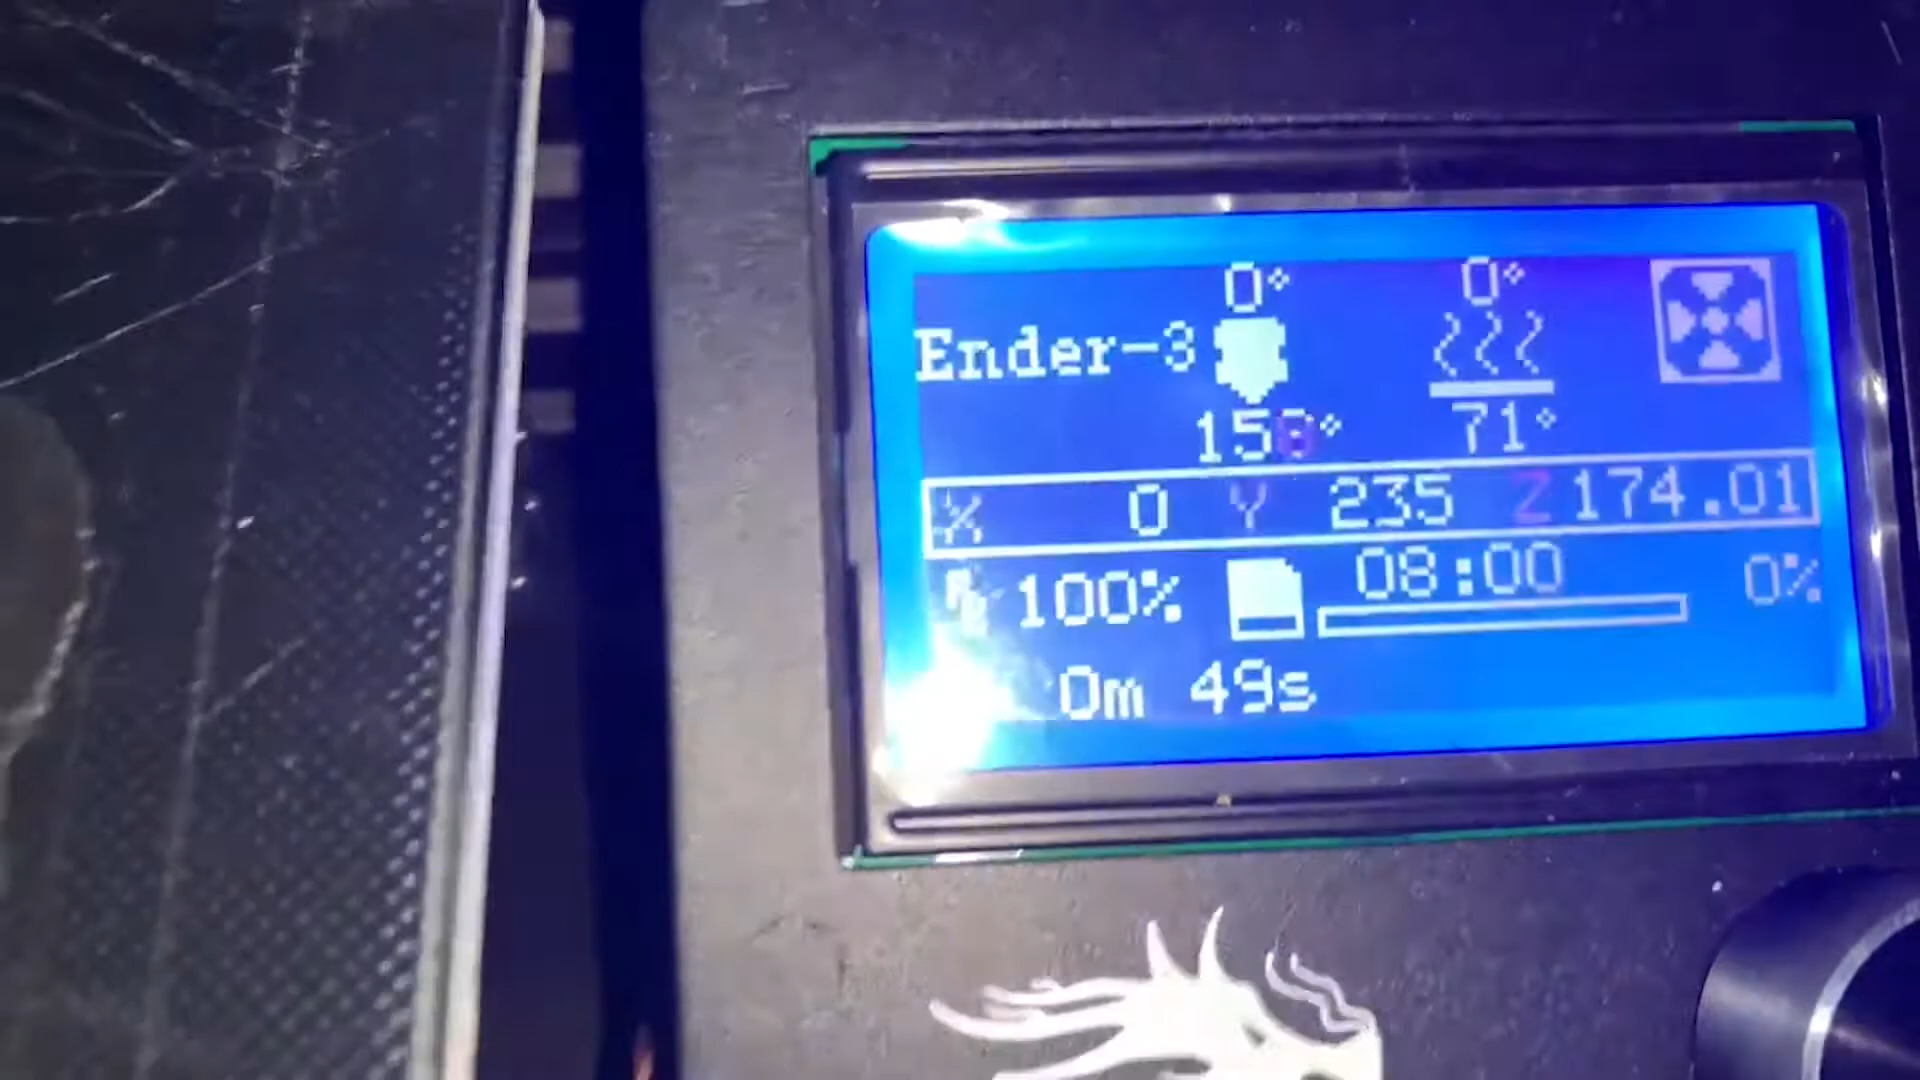 0° 0°
Ender-3
71°
X 0 Y 235 Z 174.01
100% 08:00 0%
0m 49s